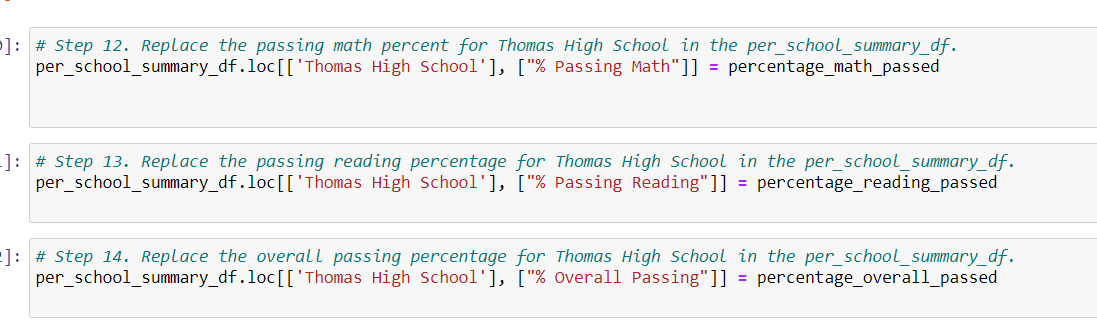 ]: # Step 12. Replace the passing math percent for Thomas High School in the per_school_summary_df.
per_school_summary_df.loc[['Thomas High School'], ["% Passing Math"]] = percentage_math_passed
]: # Step 13. Replace the passing reading percentage for Thomas High School in the per_school_summary_df.
per_school_summary_df.loc[['Thomas High School'], ["% Passing Reading"]] = percentage_reading_passed
]: # Step 14. Replace the overall passing percentage for Thomas High School in the per_school_summary_df.
per_school_summary_df.loc[['Thomas High School'], ["% Overall Passing"]] = percentage_overall_passed